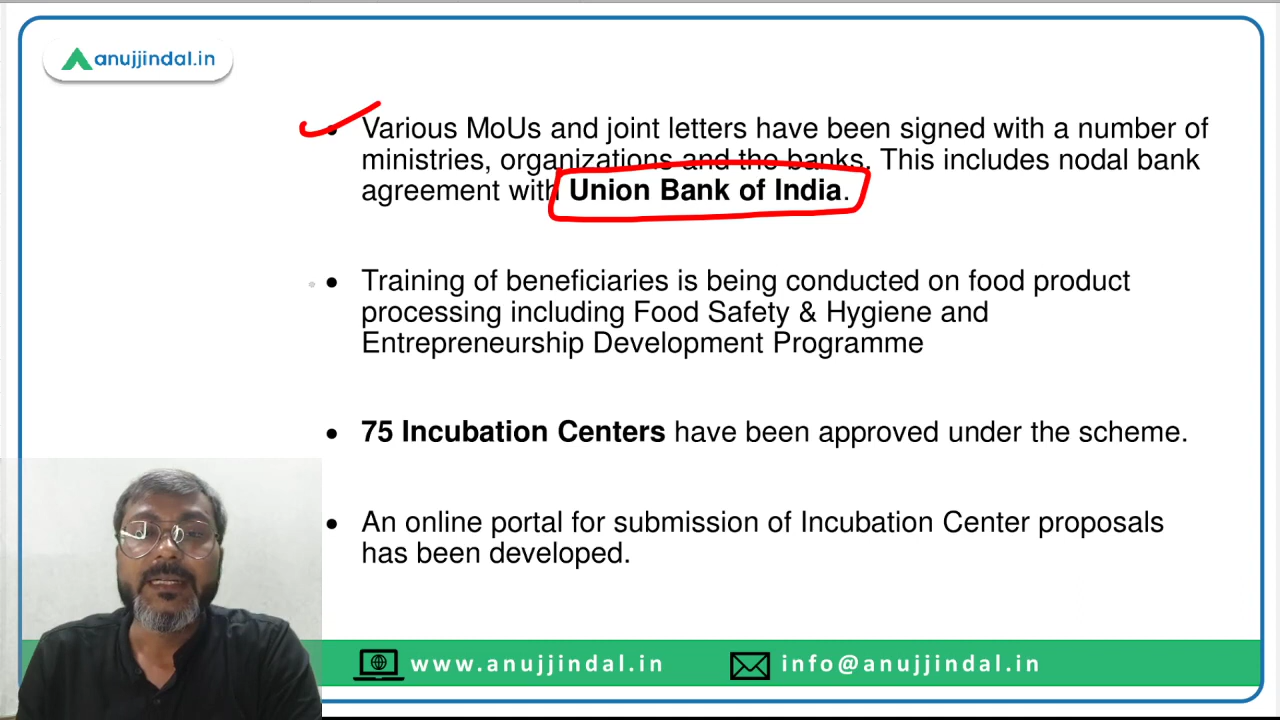 anujjindal.in
• Various MoUs and joint letters have been signed with a number of
ministries, organizations and the banks. This includes nodal bank
agreement with Union Bank of India.
• Training of beneficiaries is being conducted on food product
processing including Food Safety & Hygiene and
Entrepreneurship Development Programme
• 75 Incubation Centers have been approved under the scheme.
• An online portal for submission of Incubation Center proposals
has been developed.
www.anujjindal.in
info@anujjindal.in